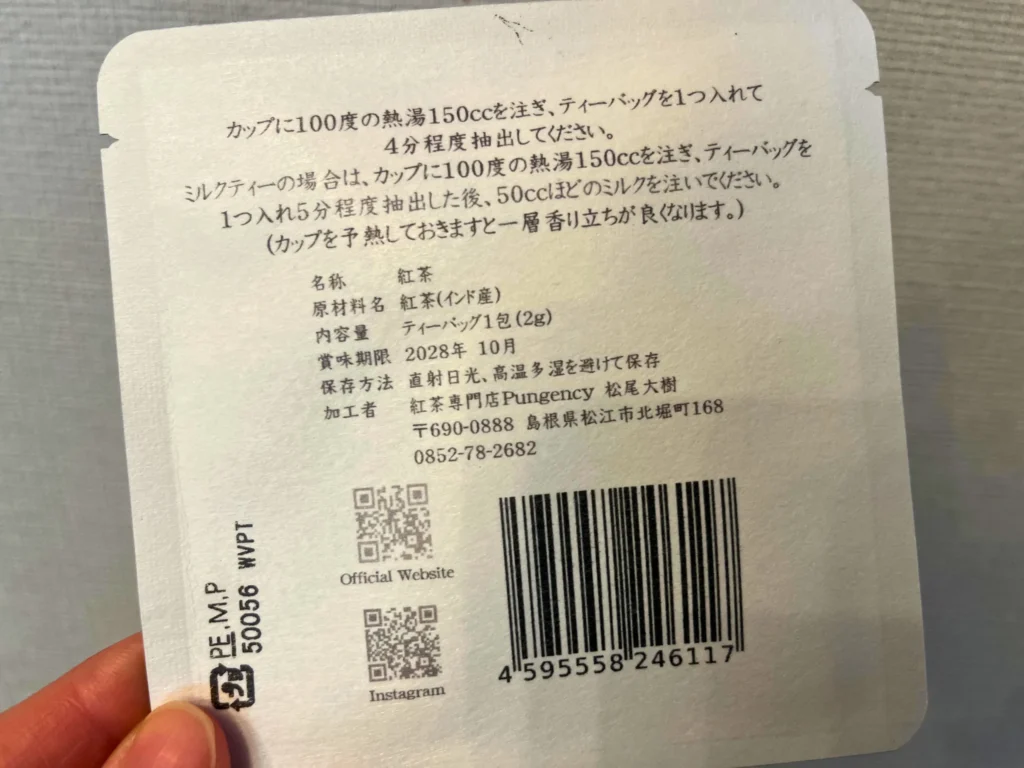 カップに100度の熱湯150ccを注ぎ、ティーバッグを1つ入れて
4分程度抽出してください。
ミルクティーの場合は、カップに100度の熱湯150ccを注ぎ、ティーバッグを
1つ入れ5分程度抽出した後、50ccほどのミルクを注いでください。
(カップを予熱しておきますと一層香り立ちが良くなります。)
名称 紅茶
原材料名 紅茶(インド産)
内容量 ティーバッグ1包(2g)
賞味期限 2028年 10月
保存方法 直射日光、高温多湿を避けて保存
加工者 紅茶専門店Pungency 松尾大樹
〒690-0888 島根県松江市北堀町168
0852-78-2682
Official Website
Instagram
プラ
PE,M,P
50056 WVPT
4 595558 246117